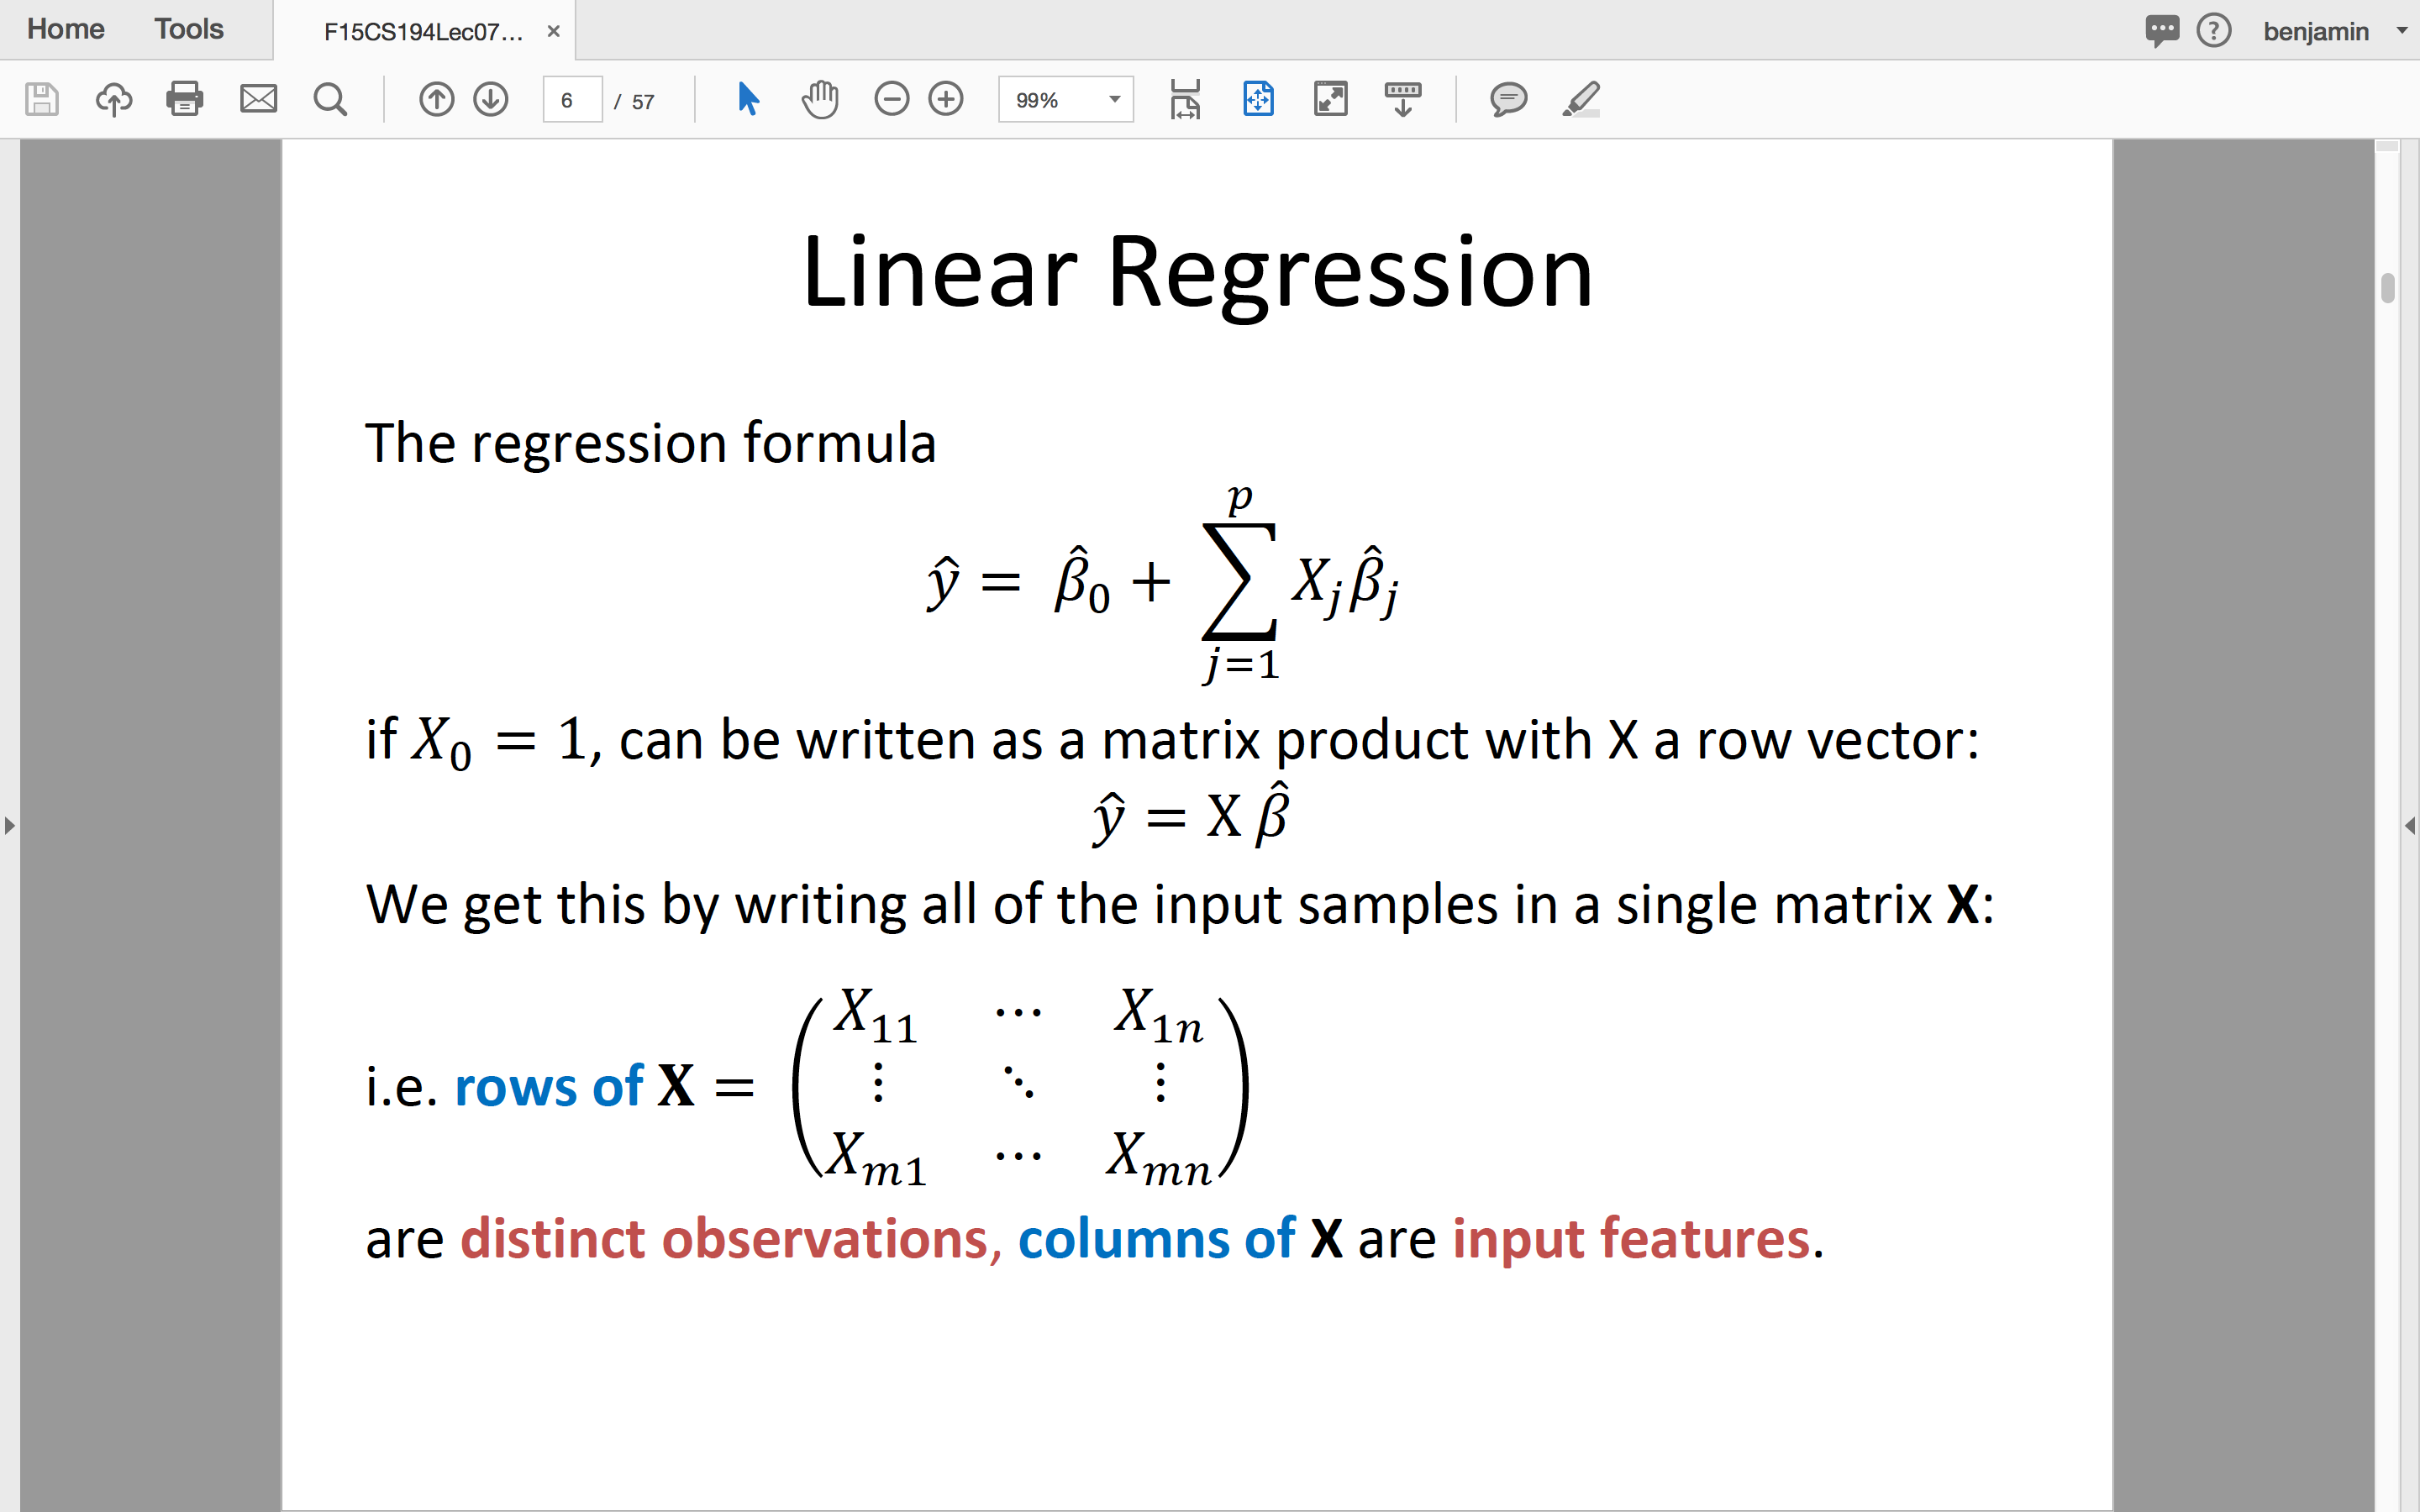 Home Tools F15CS194Lec07... × benjamin
6 / 57 99%
Linear Regression
The regression formula
p
ŷ = β̂₀ + ∑ Xⱼβ̂ⱼ
j=1
if X₀ = 1, can be written as a matrix product with X a row vector:
ŷ = X β̂
We get this by writing all of the input samples in a single matrix X:
X₁₁ ⋯ X₁ₙ
i.e. rows of X = ( ⋮ ⋱ ⋮ )
Xₘ₁ ⋯ Xₘₙ
are distinct observations, columns of X are input features.